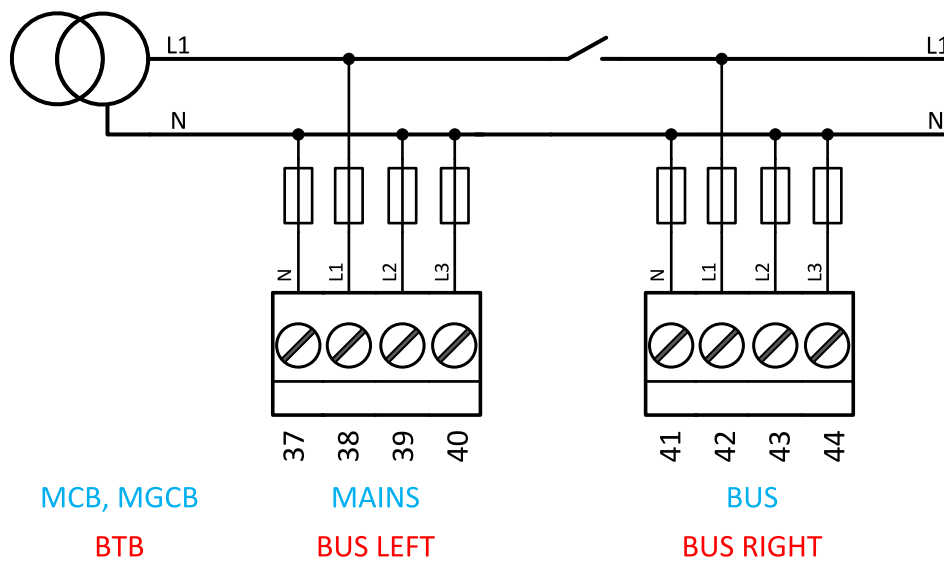 L1 L1
N N
N L1 L2 L3 N L1 L2 L3
37 38 39 40 41 42 43 44
MCB, MGCB MAINS BUS
BTB BUS LEFT BUS RIGHT